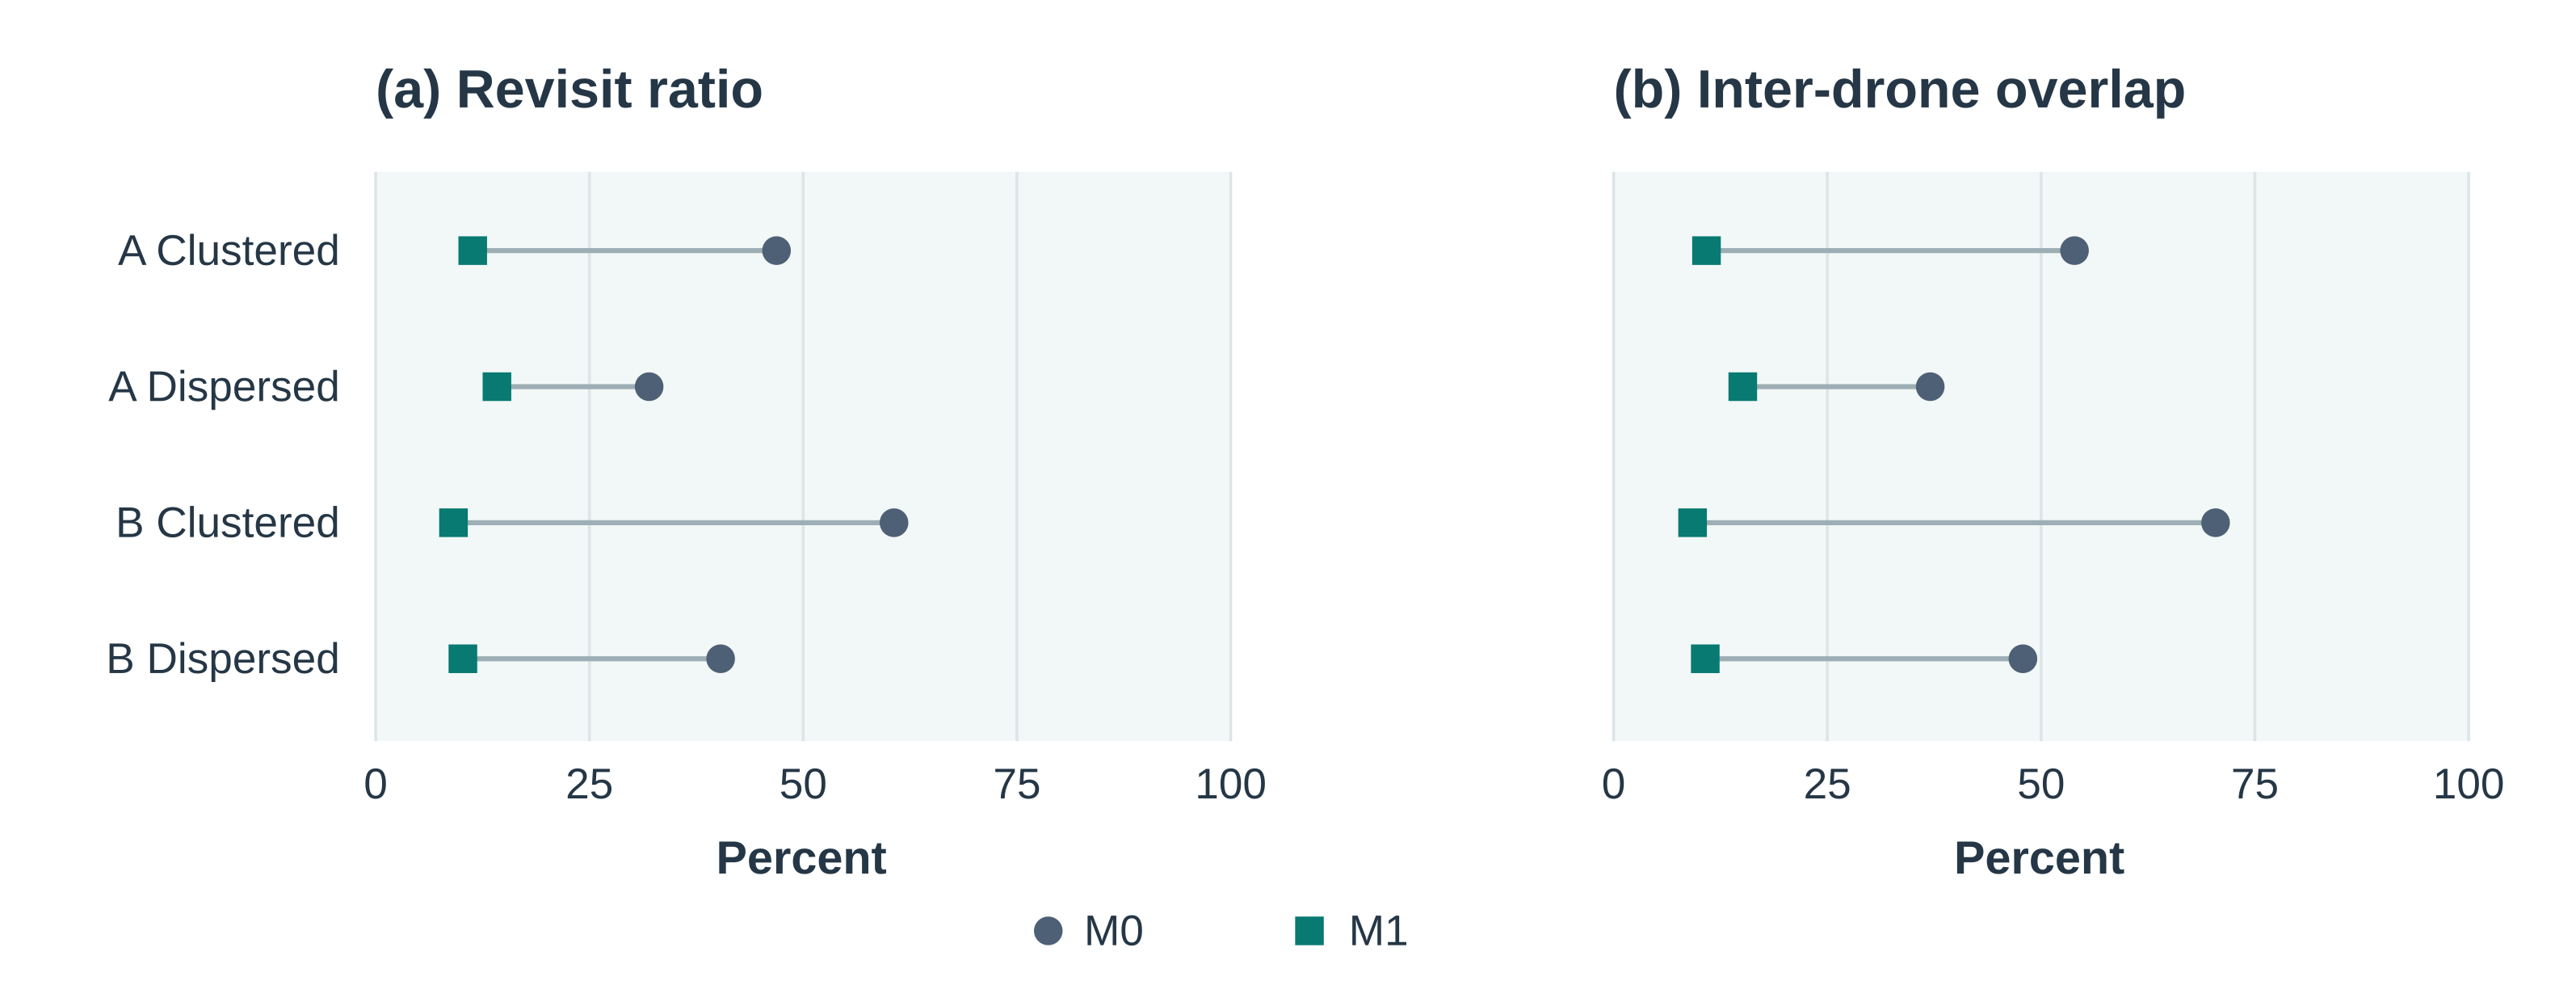 (a) Revisit ratio
(b) Inter-drone overlap
A Clustered
A Dispersed
B Clustered
B Dispersed
0 25 50 75 100
0 25 50 75 100
Percent
Percent
M0 M1